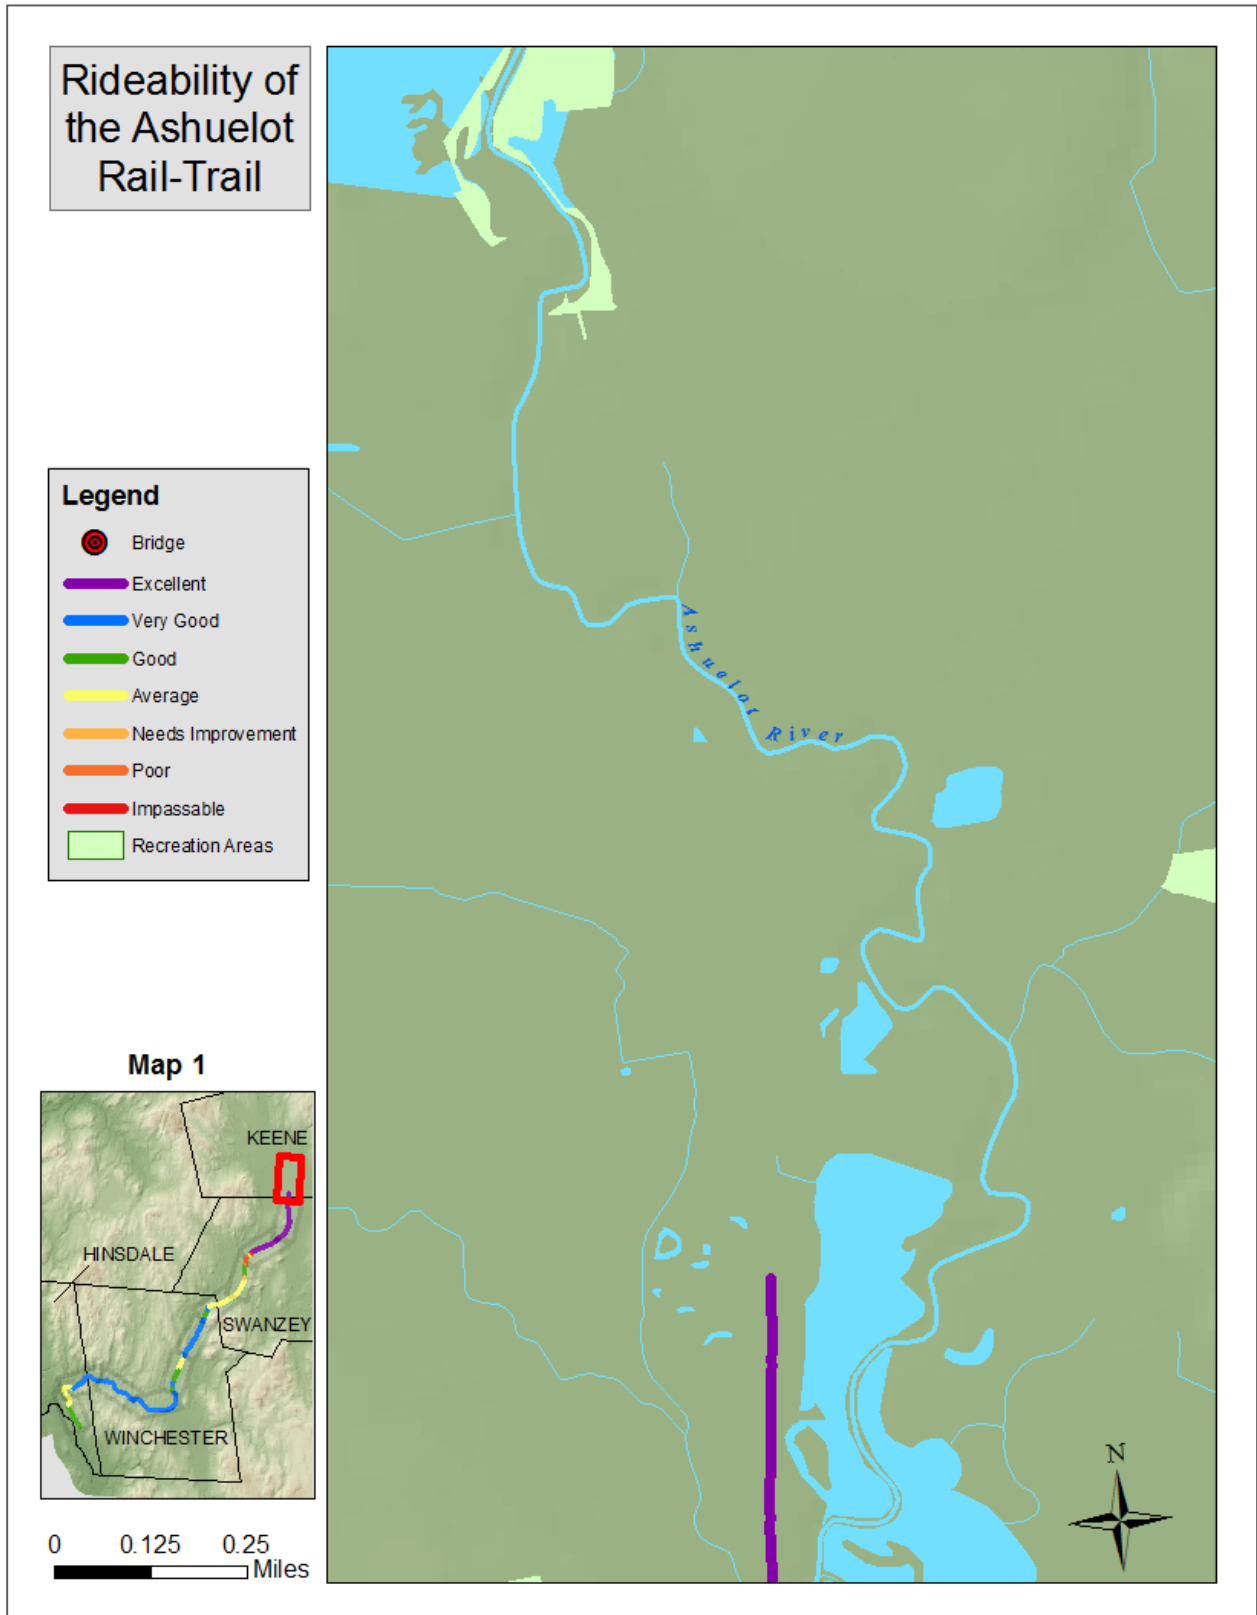 Rideability of
the Ashuelot
Rail-Trail
Legend
Bridge
Excellent
Very Good
Good
Average
Needs Improvement
Poor
Impassable
Recreation Areas
Map 1
KEENE
HINSDALE
SWANZEY
WINCHESTER
0 0.125 0.25
Miles
Ashuelot River
N